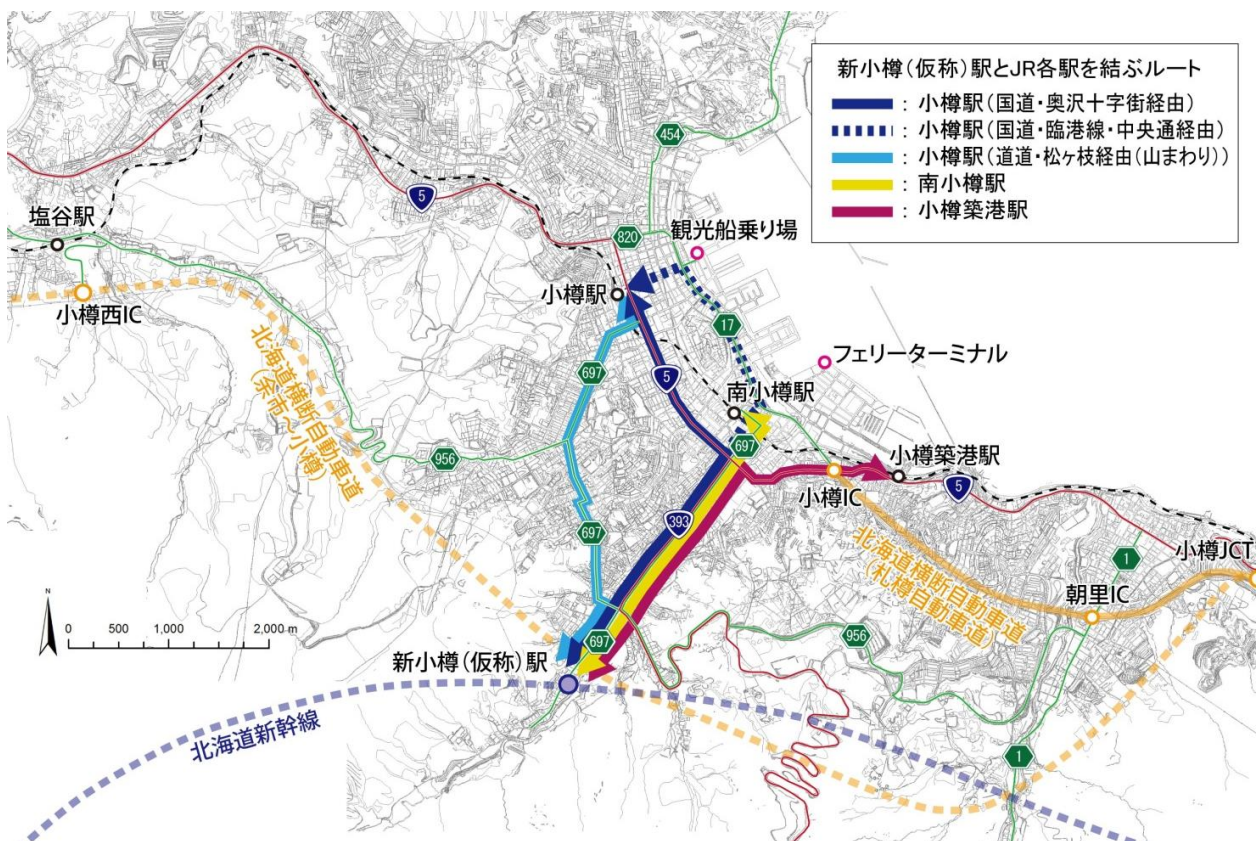 新小樽(仮称)駅とJR各駅を結ぶルート
: 小樽駅(国道・奥沢十字街経由)
: 小樽駅(国道・臨港線・中央通経由)
: 小樽駅(道道・松ヶ枝経由(山まわり))
: 南小樽駅
: 小樽築港駅
454
5
塩谷駅
820
観光船乗り場
小樽駅
小樽西IC
17
北海道横断自動車道
(余市~小樽)
697
5
フェリーターミナル
南小樽駅
697
956
小樽築港駅
小樽IC
5
393
697
北海道横断自動車道
(札樽自動車道)
1
小樽JCT
朝里IC
N
0 500 1,000 2,000 m
697
956
新小樽(仮称)駅
北海道新幹線
1